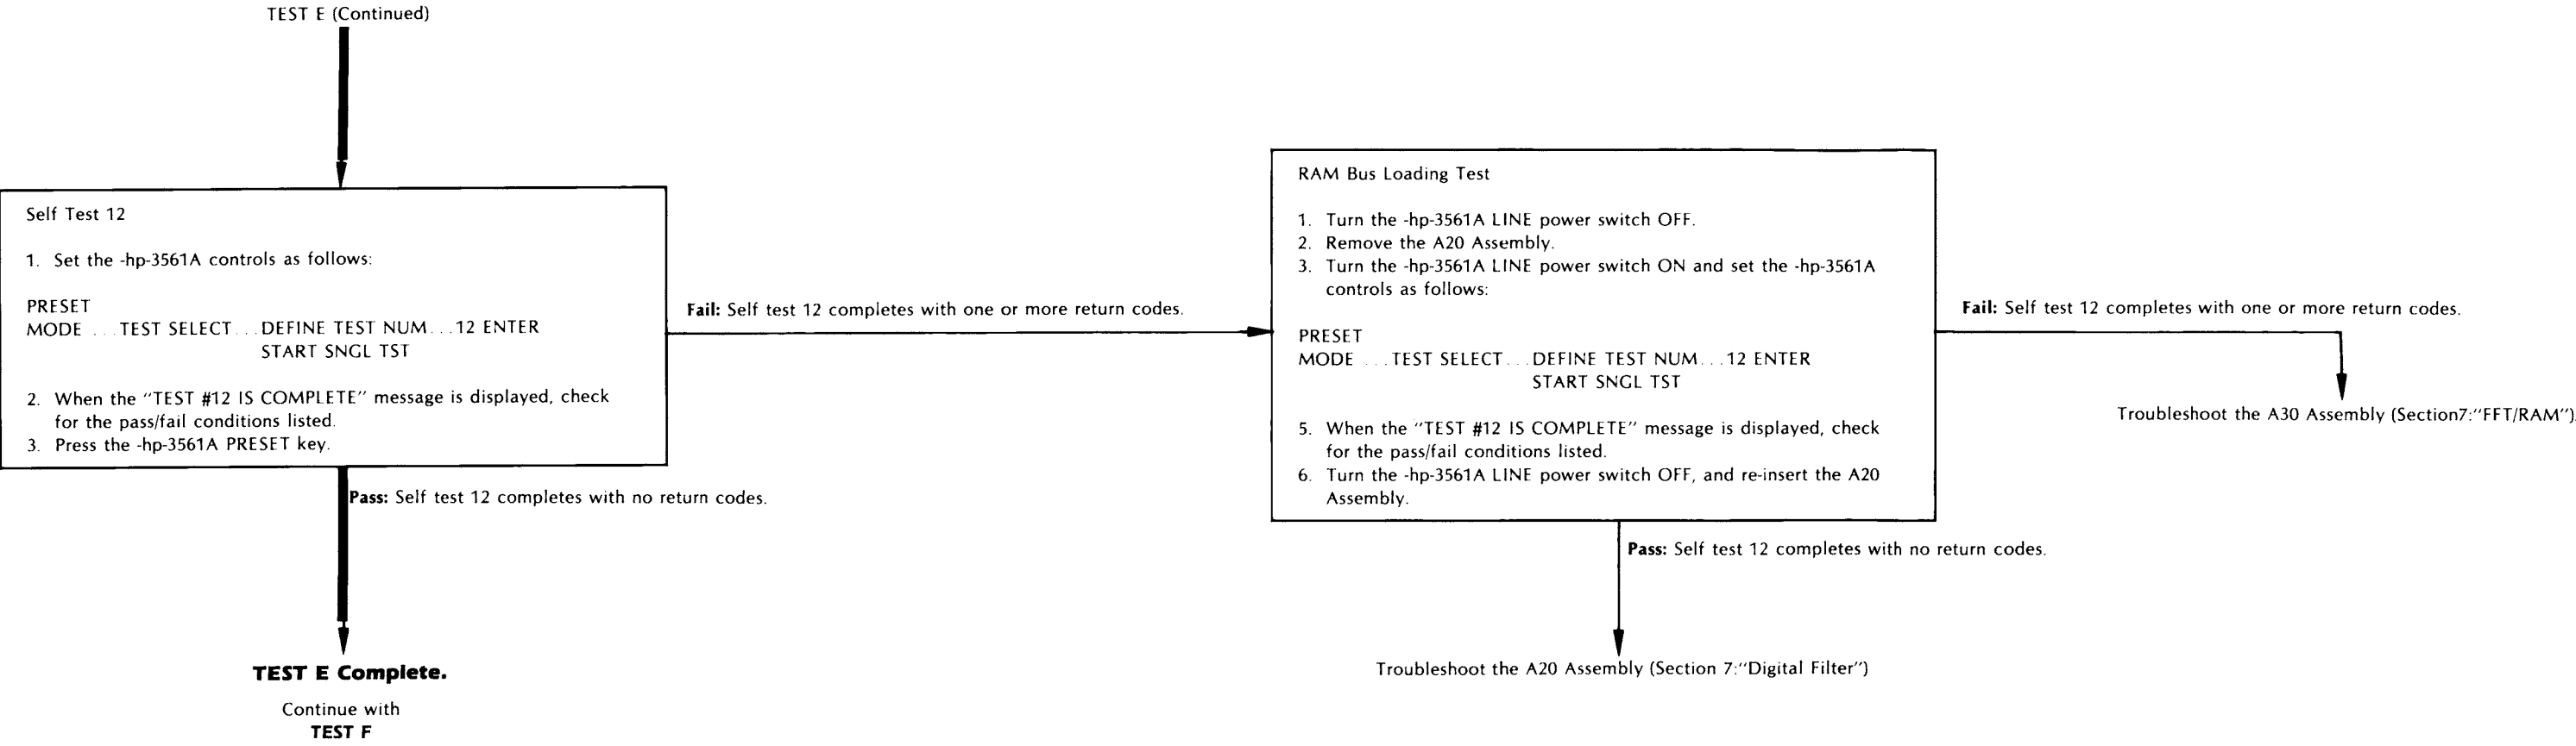 TEST E (Continued)
Self Test 12
1. Set the -hp-3561A controls as follows:
PRESET
MODE ... TEST SELECT... DEFINE TEST NUM... 12 ENTER
START SNGL TST
2. When the "TEST #12 IS COMPLETE" message is displayed, check
for the pass/fail conditions listed.
3. Press the -hp-3561A PRESET key.
Fail: Self test 12 completes with one or more return codes.
Pass: Self test 12 completes with no return codes.
TEST E Complete.
Continue with
TEST F
RAM Bus Loading Test
1. Turn the -hp-3561A LINE power switch OFF.
2. Remove the A20 Assembly.
3. Turn the -hp-3561A LINE power switch ON and set the -hp-3561A
controls as follows:
PRESET
MODE ... TEST SELECT... DEFINE TEST NUM... 12 ENTER
START SNGL TST
5. When the "TEST #12 IS COMPLETE" message is displayed, check
for the pass/fail conditions listed.
6. Turn the -hp-3561A LINE power switch OFF, and re-insert the A20
Assembly.
Fail: Self test 12 completes with one or more return codes.
Troubleshoot the A30 Assembly (Section7:"FFT/RAM")
Pass: Self test 12 completes with no return codes.
Troubleshoot the A20 Assembly (Section 7:"Digital Filter")